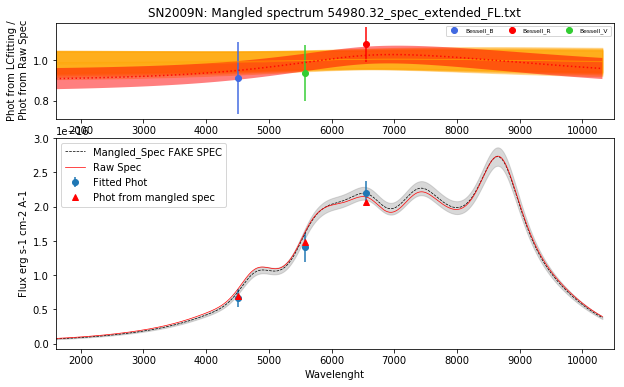 SN2009N: Mangled spectrum 54980.32_spec_extended_FL.txt
Phot from LCfitting /
Phot from Raw Spec
1.0
0.8
Bessell_B
Bessell_R
Bessell_V
2000 3000 4000 5000 6000 7000 8000 9000 10000
3.0
2.5
2.0
1.5
1.0
0.5
0.0
Flux erg s-1 cm-2 A-1
Mangled_Spec FAKE SPEC
Raw Spec
Fitted Phot
Phot from mangled spec
2000 3000 4000 5000 6000 7000 8000 9000 10000
Wavelenght